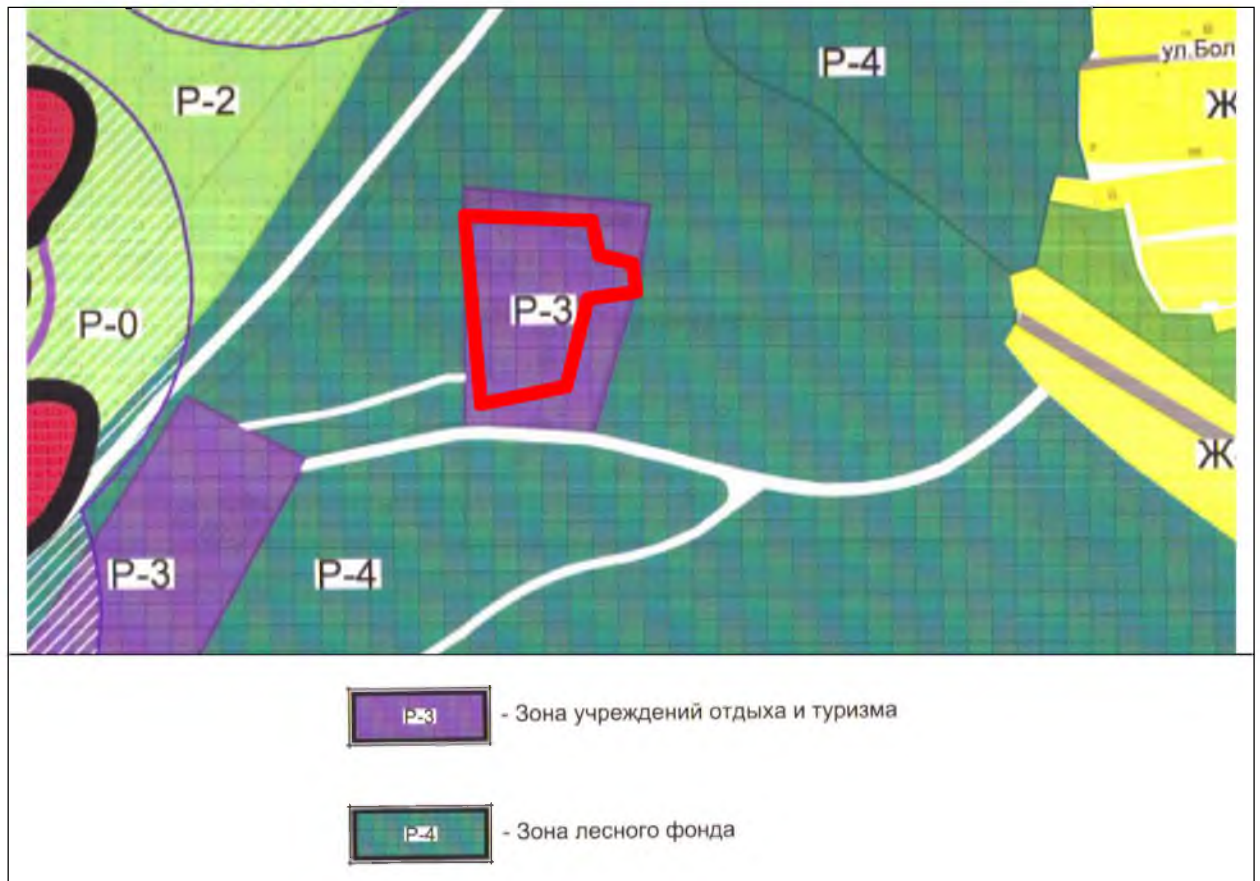 Р-4
ул.Бол
Р-2
Ж
Р-3
Р-0
Ж
Р-3
Р-4
Р-3 - Зона учреждений отдыха и туризма
Р-4 - Зона лесного фонда